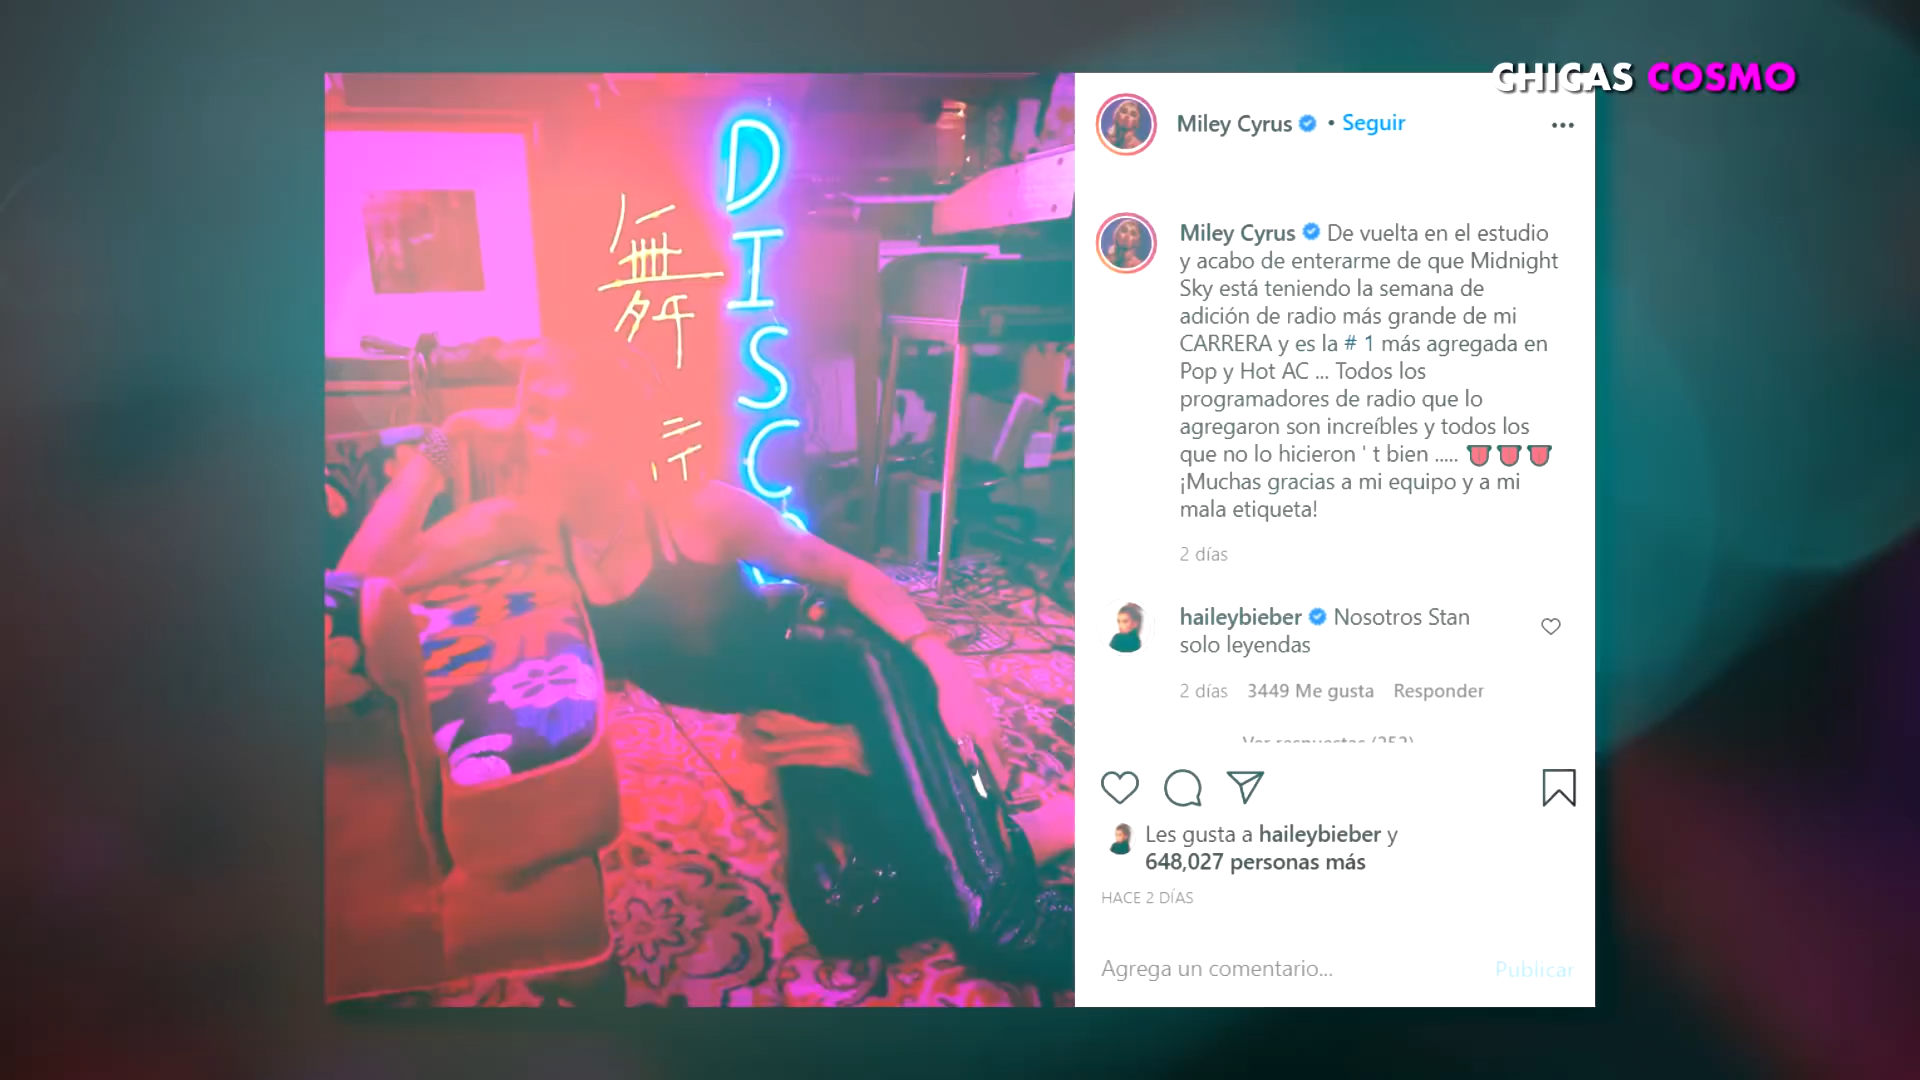 CHICAS COSMO
DISC
舞
Miley Cyrus • Seguir
Miley Cyrus De vuelta en el estudio
y acabo de enterarme de que Midnight
Sky está teniendo la semana de
adición de radio más grande de mi
CARRERA y es la # 1 más agregada en
Pop y Hot AC ... Todos los
programadores de radio que lo
agregaron son increíbles y todos los
que no lo hicieron ' t bien ..... 👅👅👅
¡Muchas gracias a mi equipo y a mi
mala etiqueta!
2 días
haileybieber Nosotros Stan
solo leyendas
2 días 3449 Me gusta Responder
Ver respuestas (252)
Les gusta a haileybieber y
648,027 personas más
HACE 2 DÍAS
Agrega un comentario... Publicar